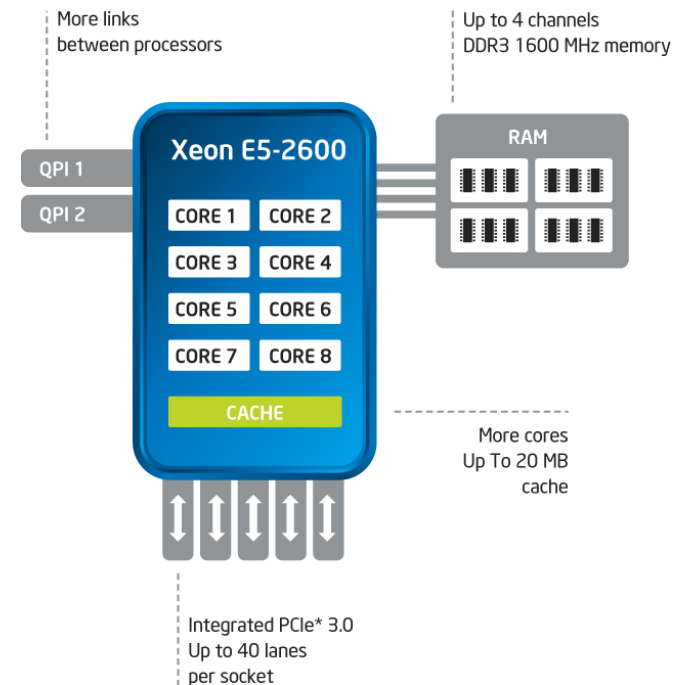 More links
between processors
Up to 4 channels
DDR3 1600 MHz memory
Xeon E5-2600
RAM
QPI 1
QPI 2
CORE 1
CORE 2
CORE 3
CORE 4
CORE 5
CORE 6
CORE 7
CORE 8
CACHE
More cores
Up To 20 MB
cache
Integrated PCIe* 3.0
Up to 40 lanes
per socket